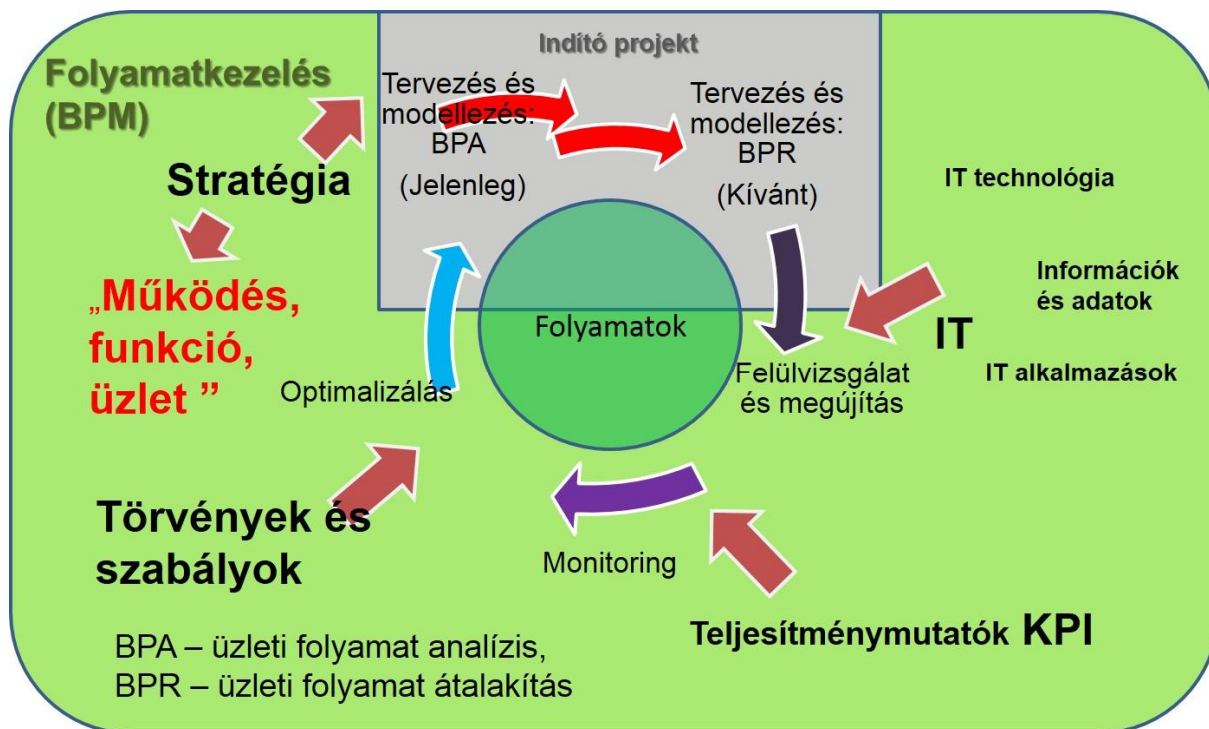 Indító projekt
Folyamatkezelés
(BPM)
Tervezés és
modellezés:
BPA
(Jelenleg)
Tervezés és
modellezés:
BPR
(Kívánt)
Stratégia
IT technológia
Információk
és adatok
IT
IT alkalmazások
„Működés,
funkció,
üzlet ”
Folyamatok
Optimalizálás
Felülvizsgálat
és megújítás
Törvények és
szabályok
Monitoring
Teljesítménymutatók KPI
BPA – üzleti folyamat analízis,
BPR – üzleti folyamat átalakítás